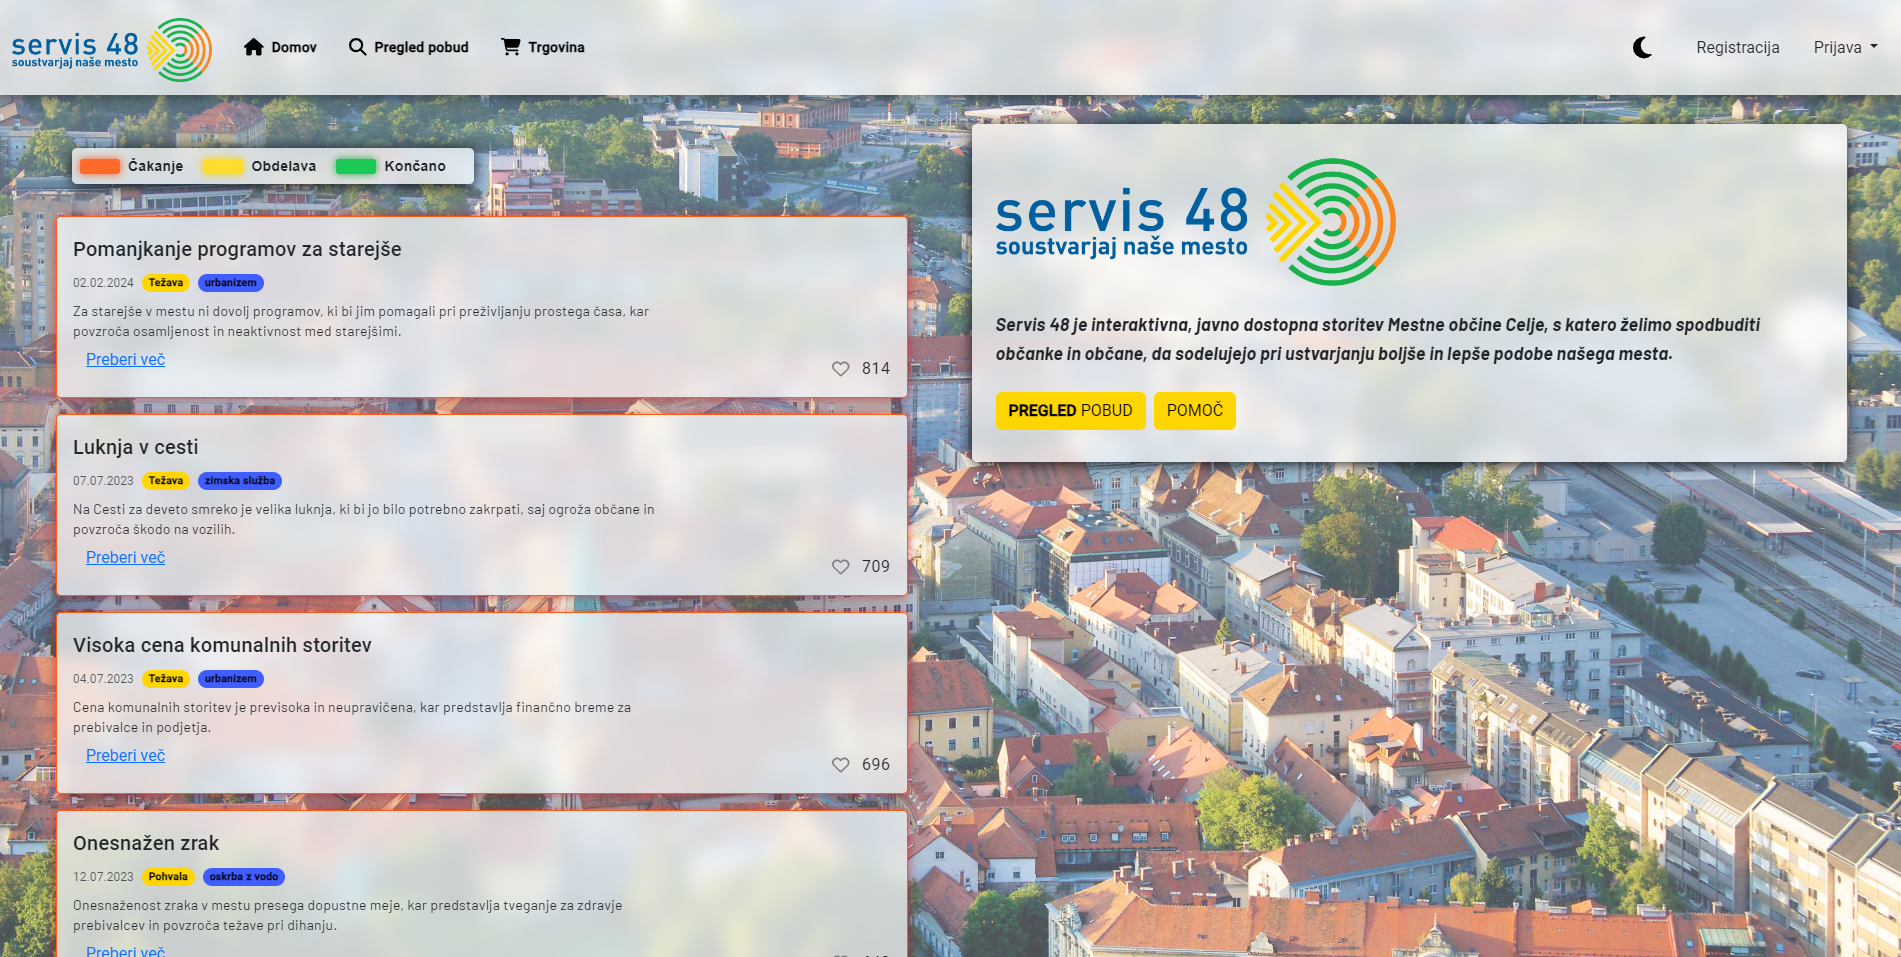 servis 48
soustvarjaj naše mesto
Domov
Pregled pobud
Trgovina
Registracija
Prijava
Čakanje
Obdelava
Končano
Pomanjkanje programov za starejše
02.02.2024 Težava urbanizem
Za starejše v mestu ni dovolj programov, ki bi jim pomagali pri preživljanju prostega časa, kar
povzroča osamljenost in neaktivnost med starejšimi.
Preberi več
814
Luknja v cesti
07.07.2023 Težava zimska služba
Na Cesti za deveto smreko je velika luknja, ki bi jo bilo potrebno zakrpati, saj ogroža občane in
povzroča škodo na vozilih.
Preberi več
709
Visoka cena komunalnih storitev
04.07.2023 Težava urbanizem
Cena komunalnih storitev je previsoka in neupravičena, kar predstavlja finančno breme za
prebivalce in podjetja.
Preberi več
696
Onesnažen zrak
12.07.2023 Pohvala oskrba z vodo
Onesnaženost zraka v mestu presega dopustne meje, kar predstavlja tveganje za zdravje
prebivalcev in povzroča težave pri dihanju.
Preberi več
servis 48
soustvarjaj naše mesto
Servis 48 je interaktivna, javno dostopna storitev Mestne občine Celje, s katero želimo spodbuditi
občanke in občane, da sodelujejo pri ustvarjanju boljše in lepše podobe našega mesta.
PREGLED POBUD
POMOČ